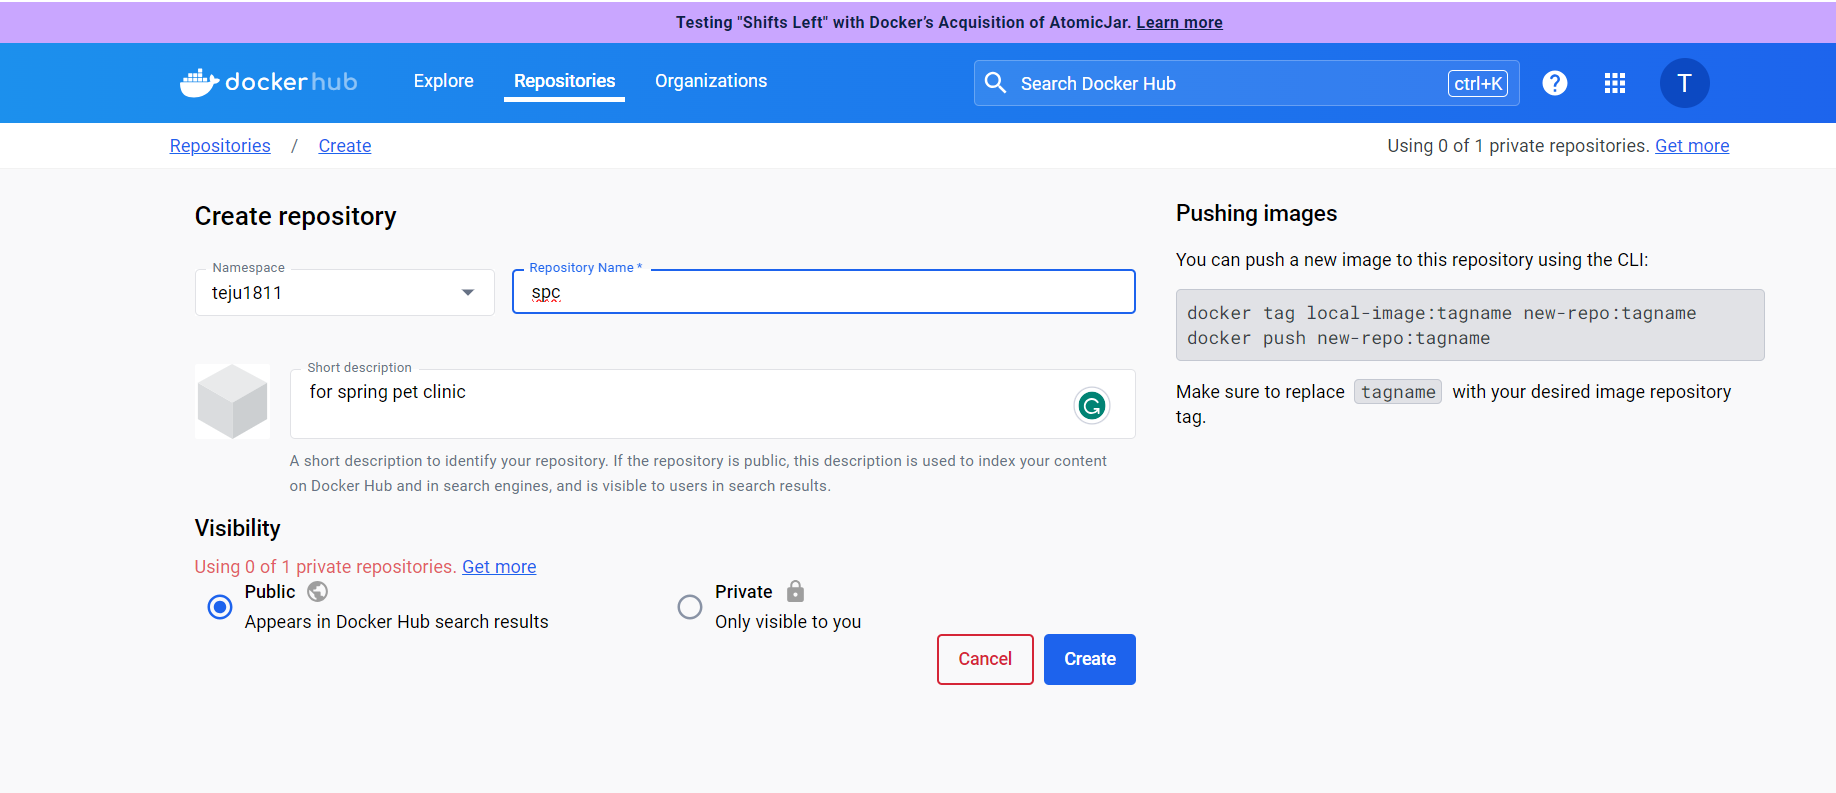 Testing "Shifts Left" with Docker’s Acquisition of AtomicJar. Learn more
dockerhub Explore Repositories Organizations Search Docker Hub ctrl+K ? T
Repositories / Create Using 0 of 1 private repositories. Get more
Create repository
Namespace
teju1811
Repository Name *
spc
Short description
for spring pet clinic
G
A short description to identify your repository. If the repository is public, this description is used to index your content
on Docker Hub and in search engines, and is visible to users in search results.
Visibility
Using 0 of 1 private repositories. Get more
Public
Appears in Docker Hub search results
Private
Only visible to you
Cancel Create
Pushing images
You can push a new image to this repository using the CLI:
docker tag local-image:tagname new-repo:tagname
docker push new-repo:tagname
Make sure to replace tagname with your desired image repository
tag.